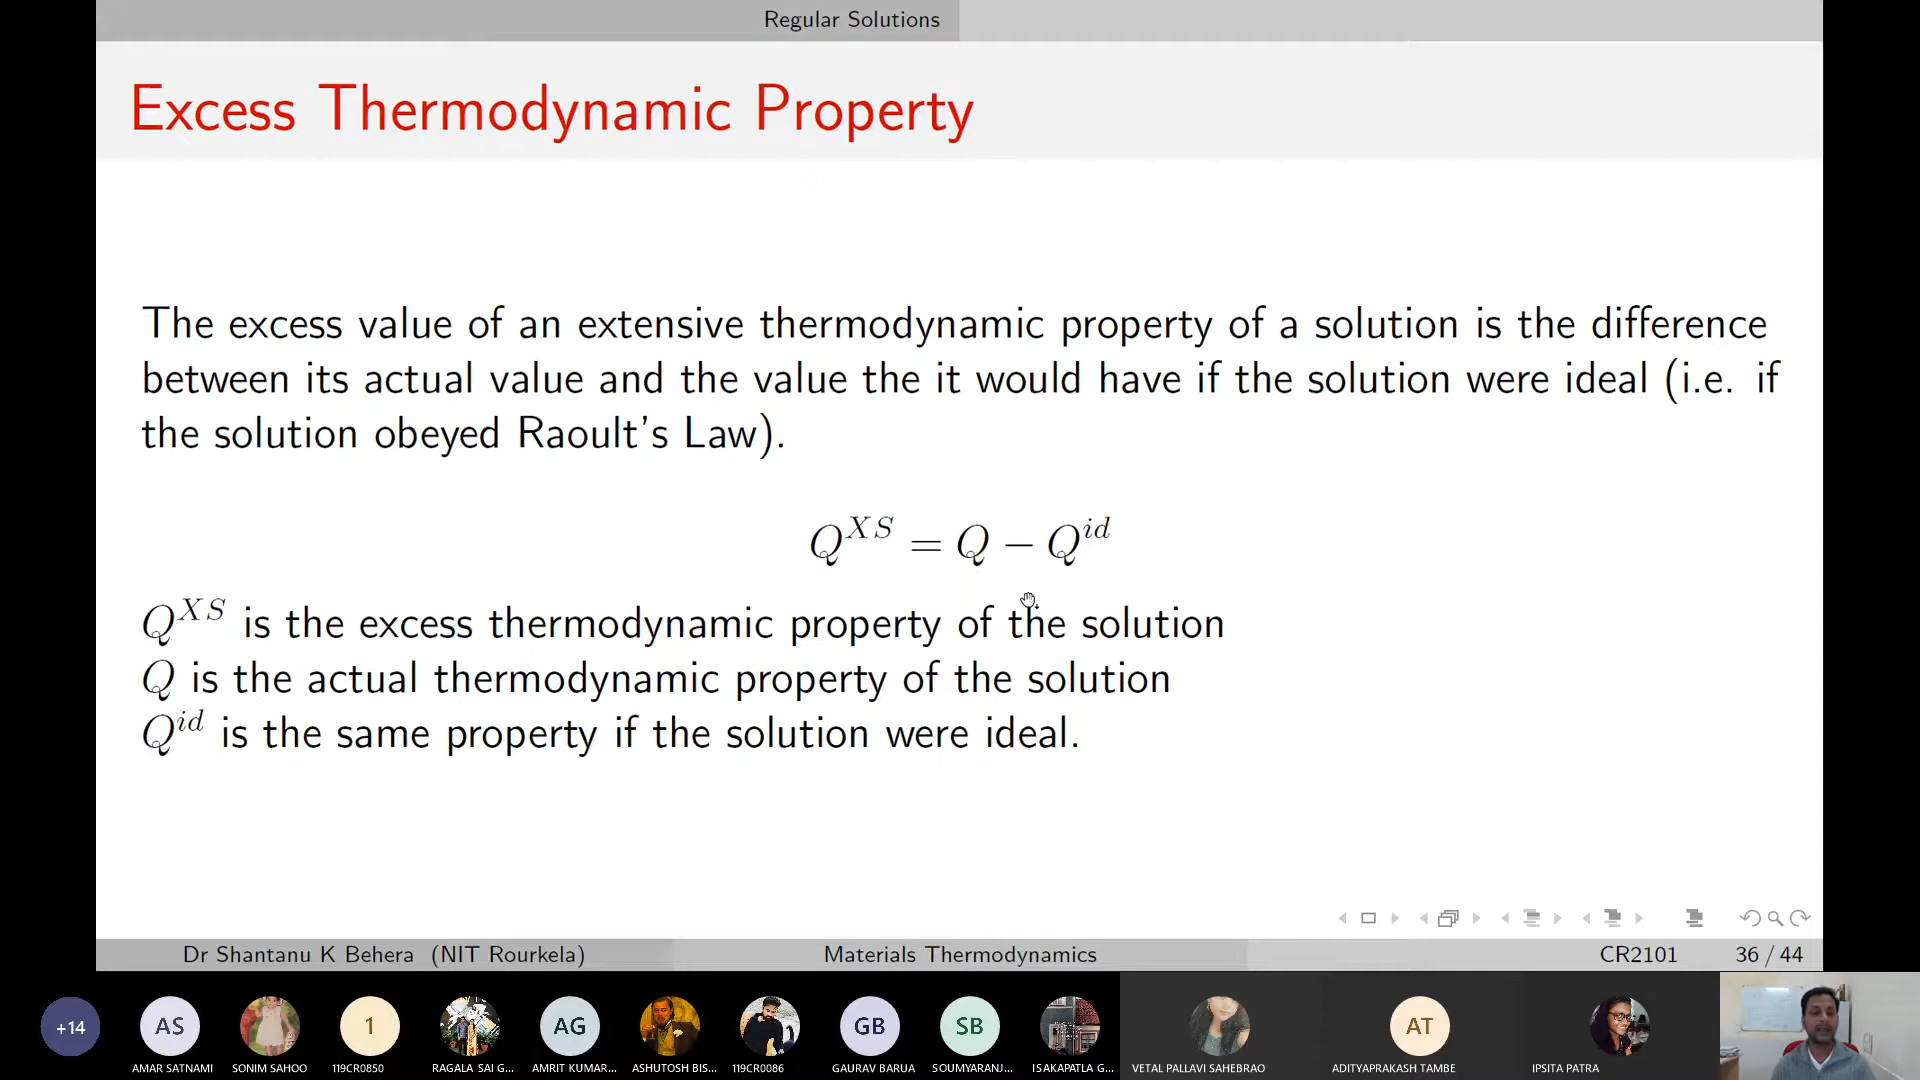 Regular Solutions
Excess Thermodynamic Property
The excess value of an extensive thermodynamic property of a solution is the difference
between its actual value and the value the it would have if the solution were ideal (i.e. if
the solution obeyed Raoult's Law).
Q^{XS} = Q − Q^{id}
Q^{XS} is the excess thermodynamic property of the solution
Q is the actual thermodynamic property of the solution
Q^{id} is the same property if the solution were ideal.
Dr Shantanu K Behera (NIT Rourkela) Materials Thermodynamics CR2101 36 / 44
+14 AS 1 AG GB SB AT
AMAR SATNAMI SONIM SAHOO 119CR0850 RAGALA SAI G... AMRIT KUMAR... ASHUTOSH BIS... 119CR0086 GAURAV BARUA SOUMYARANJ... ISAKAPATLA G... VETAL PALLAVI SAHEBRAO ADITYAPRAKASH TAMBE IPSITA PATRA